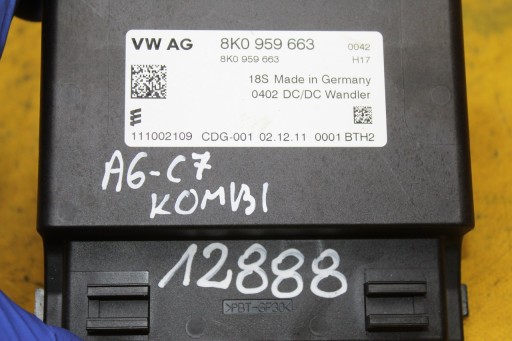 VW AG 8K0 959 663 0042
8K0 959 663 H17
18S Made in Germany
0402 DC/DC Wandler
111002109 CDG-001 02.12.11 0001 BTH2
A6-C7
KOMBI
12888
>PBT-GF30<